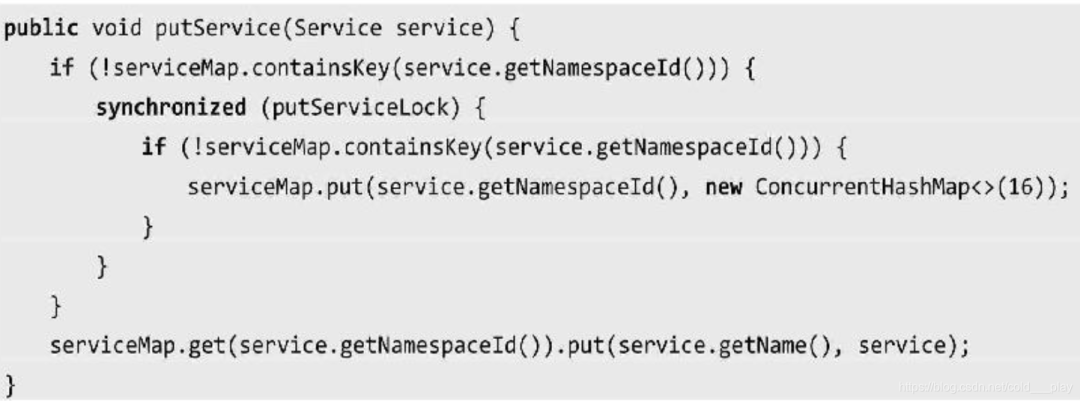 public void putService(Service service) {
    if (!serviceMap.containsKey(service.getNamespaceId())) {
        synchronized (putServiceLock) {
            if (!serviceMap.containsKey(service.getNamespaceId())) {
                serviceMap.put(service.getNamespaceId(), new ConcurrentHashMap<>(16));
            }
        }
    }
    serviceMap.get(service.getNamespaceId()).put(service.getName(), service);
}
https://blog.csdn.net/cold___play